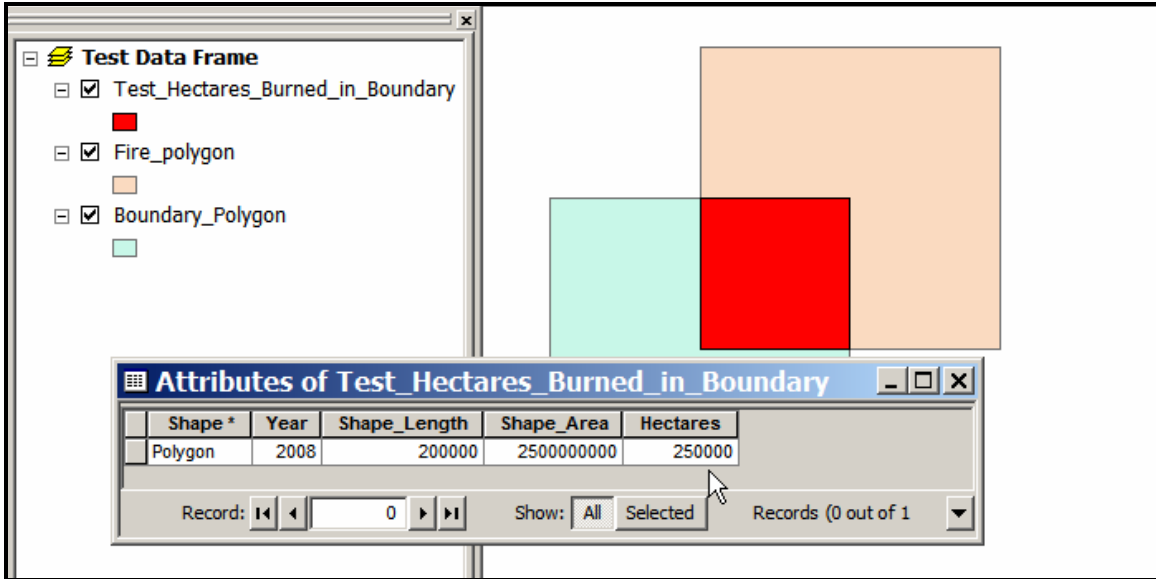 Test Data Frame
Test_Hectares_Burned_in_Boundary
Fire_polygon
Boundary_Polygon
Attributes of Test_Hectares_Burned_in_Boundary
Shape * Year Shape_Length Shape_Area Hectares
Polygon 2008 200000 2500000000 250000
Record: 0 Show: All Selected Records (0 out of 1